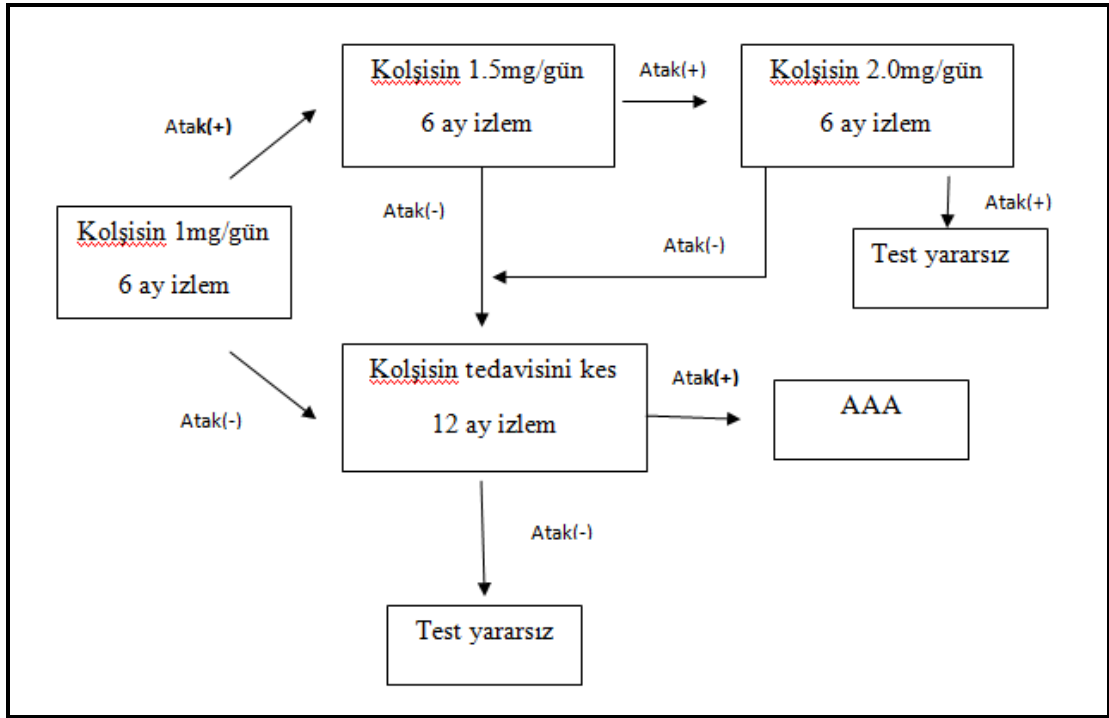 Kolşisin 1.5mg/gün
6 ay izlem
Atak(+)
Kolşisin 2.0mg/gün
6 ay izlem
Atak(+)
Kolşisin 1mg/gün
6 ay izlem
Atak(-)
Atak(-)
Atak(+)
Test yararsız
Atak(-)
Kolşisin tedavisini kes
12 ay izlem
Atak(+)
AAA
Atak(-)
Test yararsız